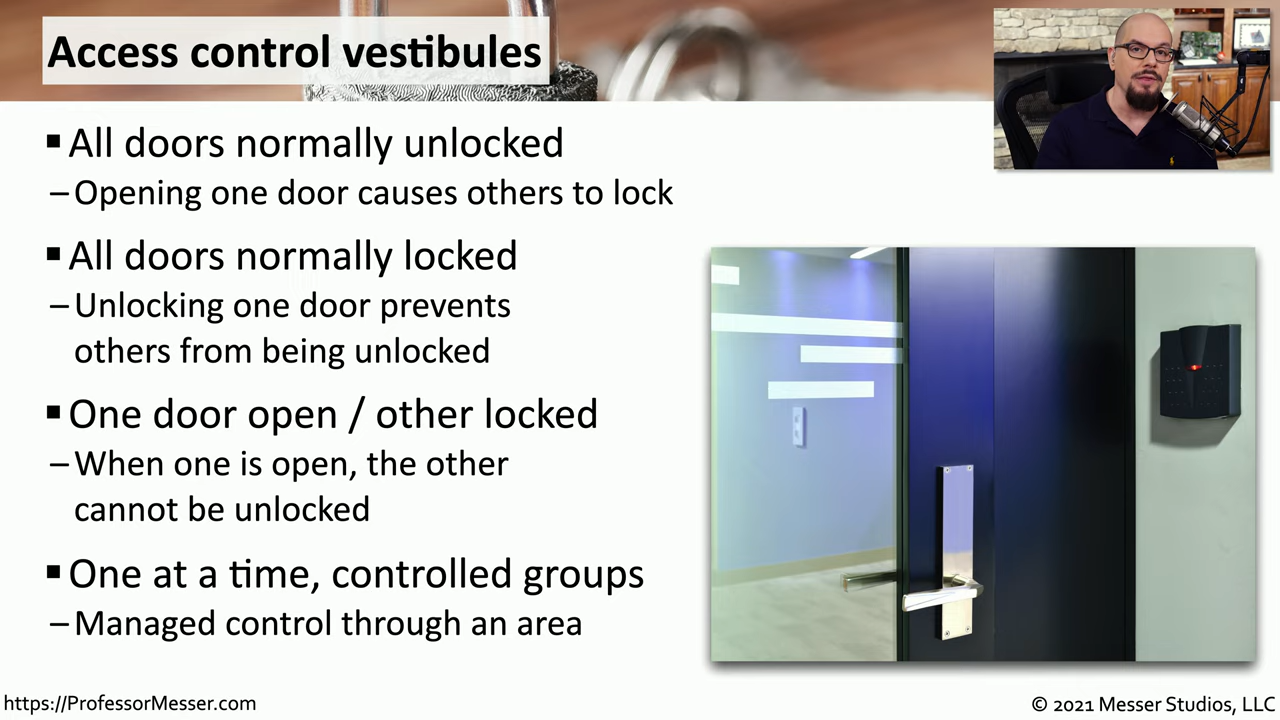 Access control vestibules
▪ All doors normally unlocked
– Opening one door causes others to lock
▪ All doors normally locked
– Unlocking one door prevents
others from being unlocked
▪ One door open / other locked
– When one is open, the other
cannot be unlocked
▪ One at a time, controlled groups
– Managed control through an area
https://ProfessorMesser.com
© 2021 Messer Studios, LLC